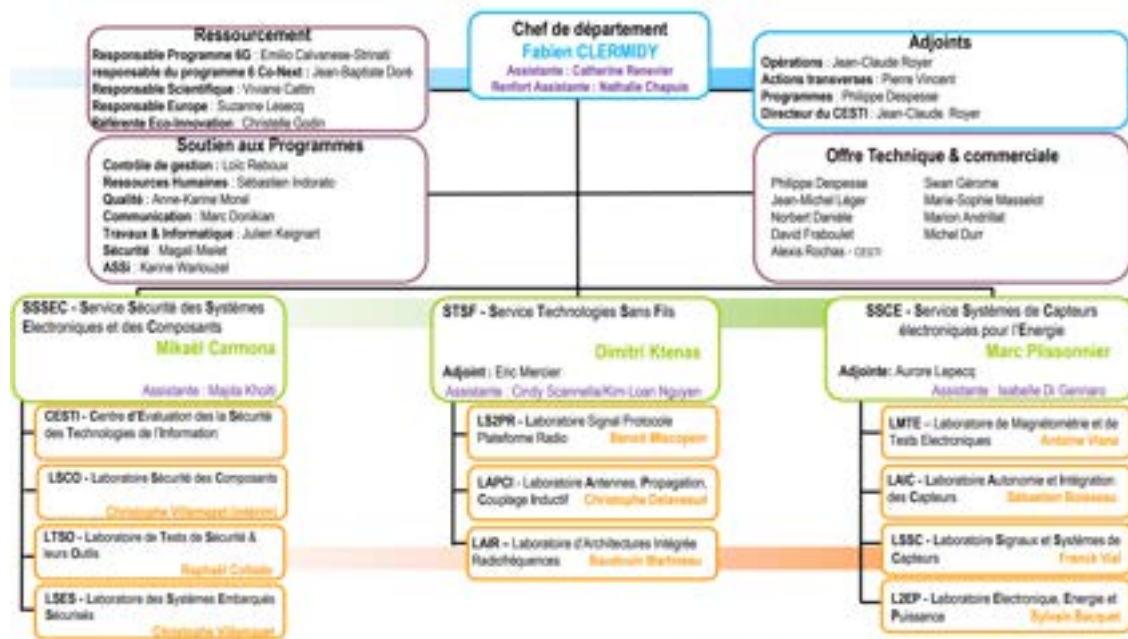 Ressourcement
Responsable Programme 6G : Emilio Calvanese-Strinati
responsable du programme 6 Co-Next : Jean-Baptiste Doré
Responsable Scientifique : Viviane Cattin
Responsable Europe : Suzanne Lesecq
Référente Eco-Innovation : Christelle Godin
Chef de département
Fabien CLERMIDY
Assistante : Catherine Renevier
Renfort Assistante : Nathalie Chapuis
Adjoints
Opérations : Jean-Claude Royer
Actions transverses : Pierre Vincent
Programmes : Philippe Despesse
Directeur du CESTI : Jean-Claude Royer
Soutien aux Programmes
Contrôle de gestion : Loïc Reboux
Ressources Humaines : Sébastien Indorato
Qualité : Anne-Karine Morel
Communication : Marc Donikian
Travaux & Informatique : Julien Keignart
Sécurité : Magali
ASSi : Karine Warlouzel
Offre Technique & commerciale
Philippe Despesse
Jean-Michel Léger
Norbert Danièle
David Fraboulet
Alexis Rochas - CESTI
Swan Gérome
Marie-Sophie Masselot
Marion Andrillat
Michel Durr
SSSEC - Service Sécurité des Systèmes
Electroniques et des Composants
Mikaël Carmona
Assistante : Majda
CESTI - Centre d'Evaluation des la Sécurité
des Technologies de l'Information
LSCO - Laboratoire Sécurité des Composants
Christophe Villemazet (intérim)
LTSO - Laboratoire de Tests de Sécurité &
leurs Outils
Raphaël
LSES - Laboratoire des Systèmes Embarqués
Sécurisés
Christophe Villemazet
STSF - Service Technologies Sans Fils
Dimitri Ktenas
Adjoint : Eric Mercier
Assistante : Cindy Scannella/Kim-Loan Nguyen
LS2PR - Laboratoire Signal Protocole
Plateforme Radio Benoit Miscopein
LAPCI - Laboratoire Antennes, Propagation,
Couplage Inductif Christophe Delaveaud
LAIR - Laboratoire d'Architectures Intégrée
Radiofréquences Baudouin Martineau
SSCE - Service Systèmes de Capteurs
électroniques pour l'Energie
Marc Plissonnier
Adjointe: Aurore Lepecq
Assistante : Isabelle Di Gennaro
LMTE - Laboratoire de Magnétométrie et de
Tests Electroniques Antoine Viana
LAIC - Laboratoire Autonomie et Intégration
des Capteurs Sébastien Boisseau
LSSC - Laboratoire Signaux et Systèmes de
Capteurs Franck Vial
L2EP - Laboratoire Electronique, Energie et
Puissance Sylvain Bacquet